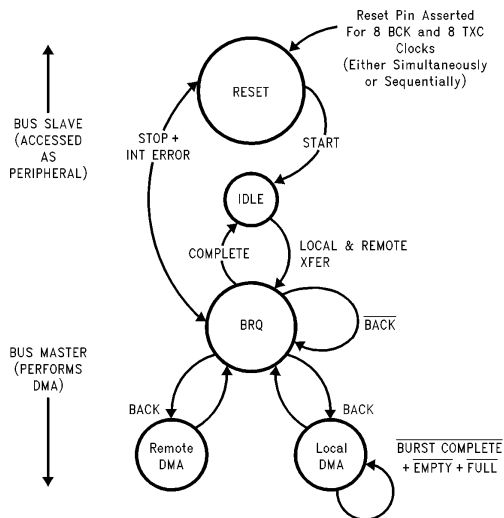 Reset Pin Asserted
For 8 BCK and 8 TXC
Clocks
(Either Simultaneously
or Sequentially)
RESET
BUS SLAVE
(ACCESSED
AS
PERIPHERAL)
STOP +
INT ERROR
START
IDLE
COMPLETE
LOCAL & REMOTE
XFER
BRQ
BACK
BUS MASTER
(PERFORMS
DMA)
BACK
BACK
Remote
DMA
Local
DMA
BURST COMPLETE
+ EMPTY + FULL